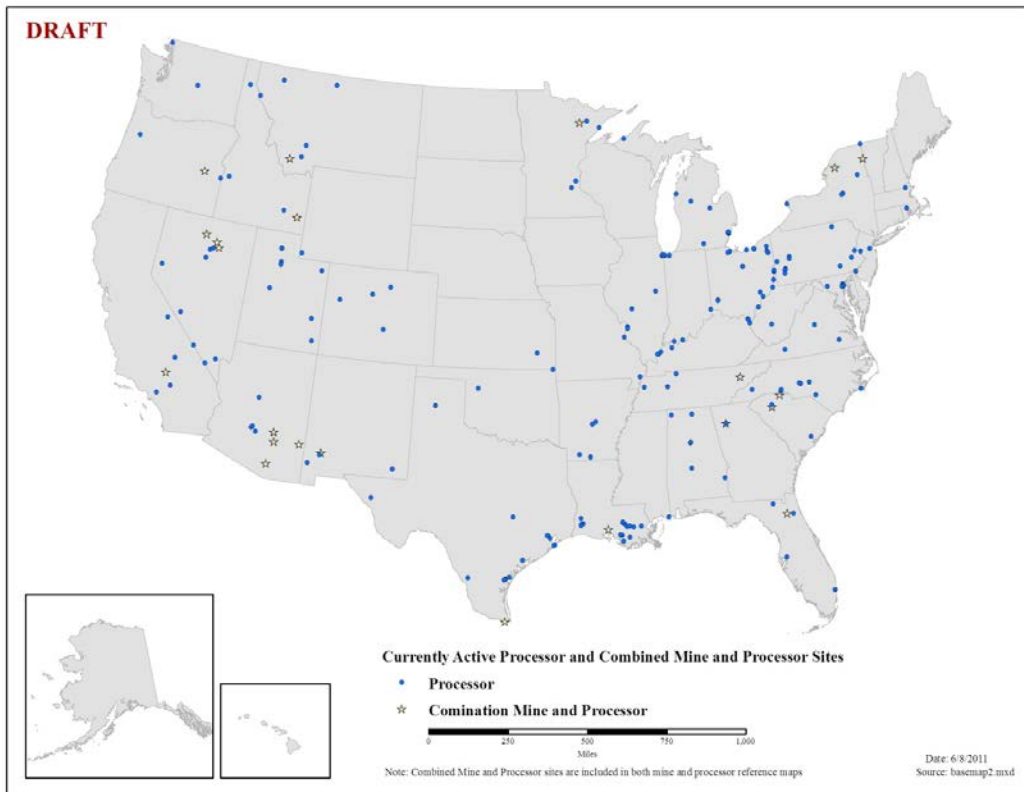 DRAFT
Currently Active Processor and Combined Mine and Processor Sites
Processor
Comination Mine and Processor
0 250 500 750 1,000
Miles
Note: Combined Mine and Processor sites are included in both mine and processor reference maps
Date: 6/8/2011
Source: basemap2.mxd